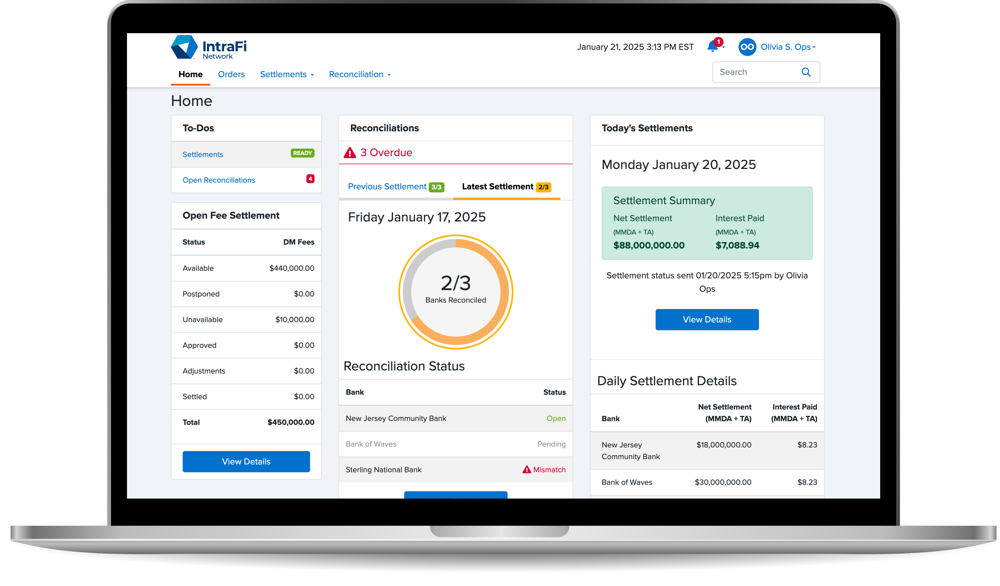 IntraFi
Network™
January 21, 2025 3:13 PM EST
1
OO
Olivia S. Ops
Home
Orders
Settlements
Reconciliation
Search
Home
To-Dos
Settlements
READY
Open Reconciliations
4
Open Fee Settlement
Status DM Fees
Available $440,000.00
Postponed $0.00
Unavailable $10,000.00
Approved $0.00
Adjustments $0.00
Settled $0.00
Total $450,000.00
View Details
Reconciliations
3 Overdue
Previous Settlement 3/3
Latest Settlement 2/3
Friday January 17, 2025
2/3
Banks Reconciled
Reconciliation Status
Bank Status
New Jersey Community Bank Open
Bank of Waves Pending
Sterling National Bank Mismatch
Today's Settlements
Monday January 20, 2025
Settlement Summary
Net Settlement Interest Paid
(MMDA + TA) (MMDA + TA)
$88,000,000.00 $7,088.94
Settlement status sent 01/20/2025 5:15pm by Olivia
Ops
View Details
Daily Settlement Details
Net Settlement Interest Paid
Bank (MMDA + TA) (MMDA + TA)
New Jersey $18,000,000.00 $8.23
Community Bank
Bank of Waves $30,000,000.00 $8.23